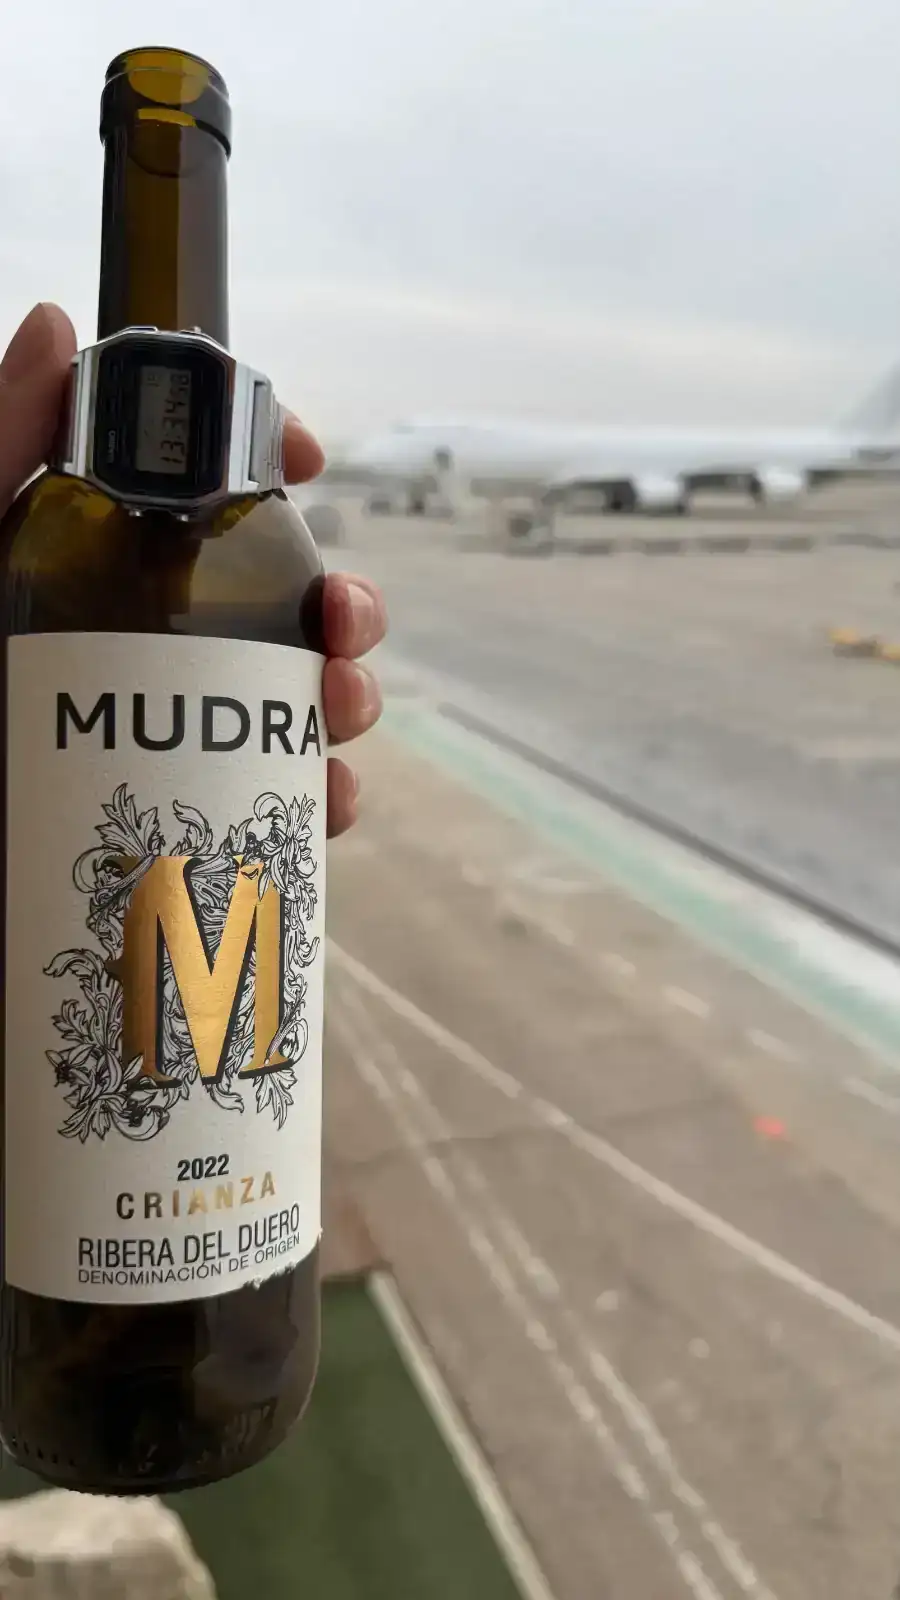 MUDRA
M
2022
CRIANZA
RIBERA DEL DUERO
DENOMINACIÓN DE ORIGEN